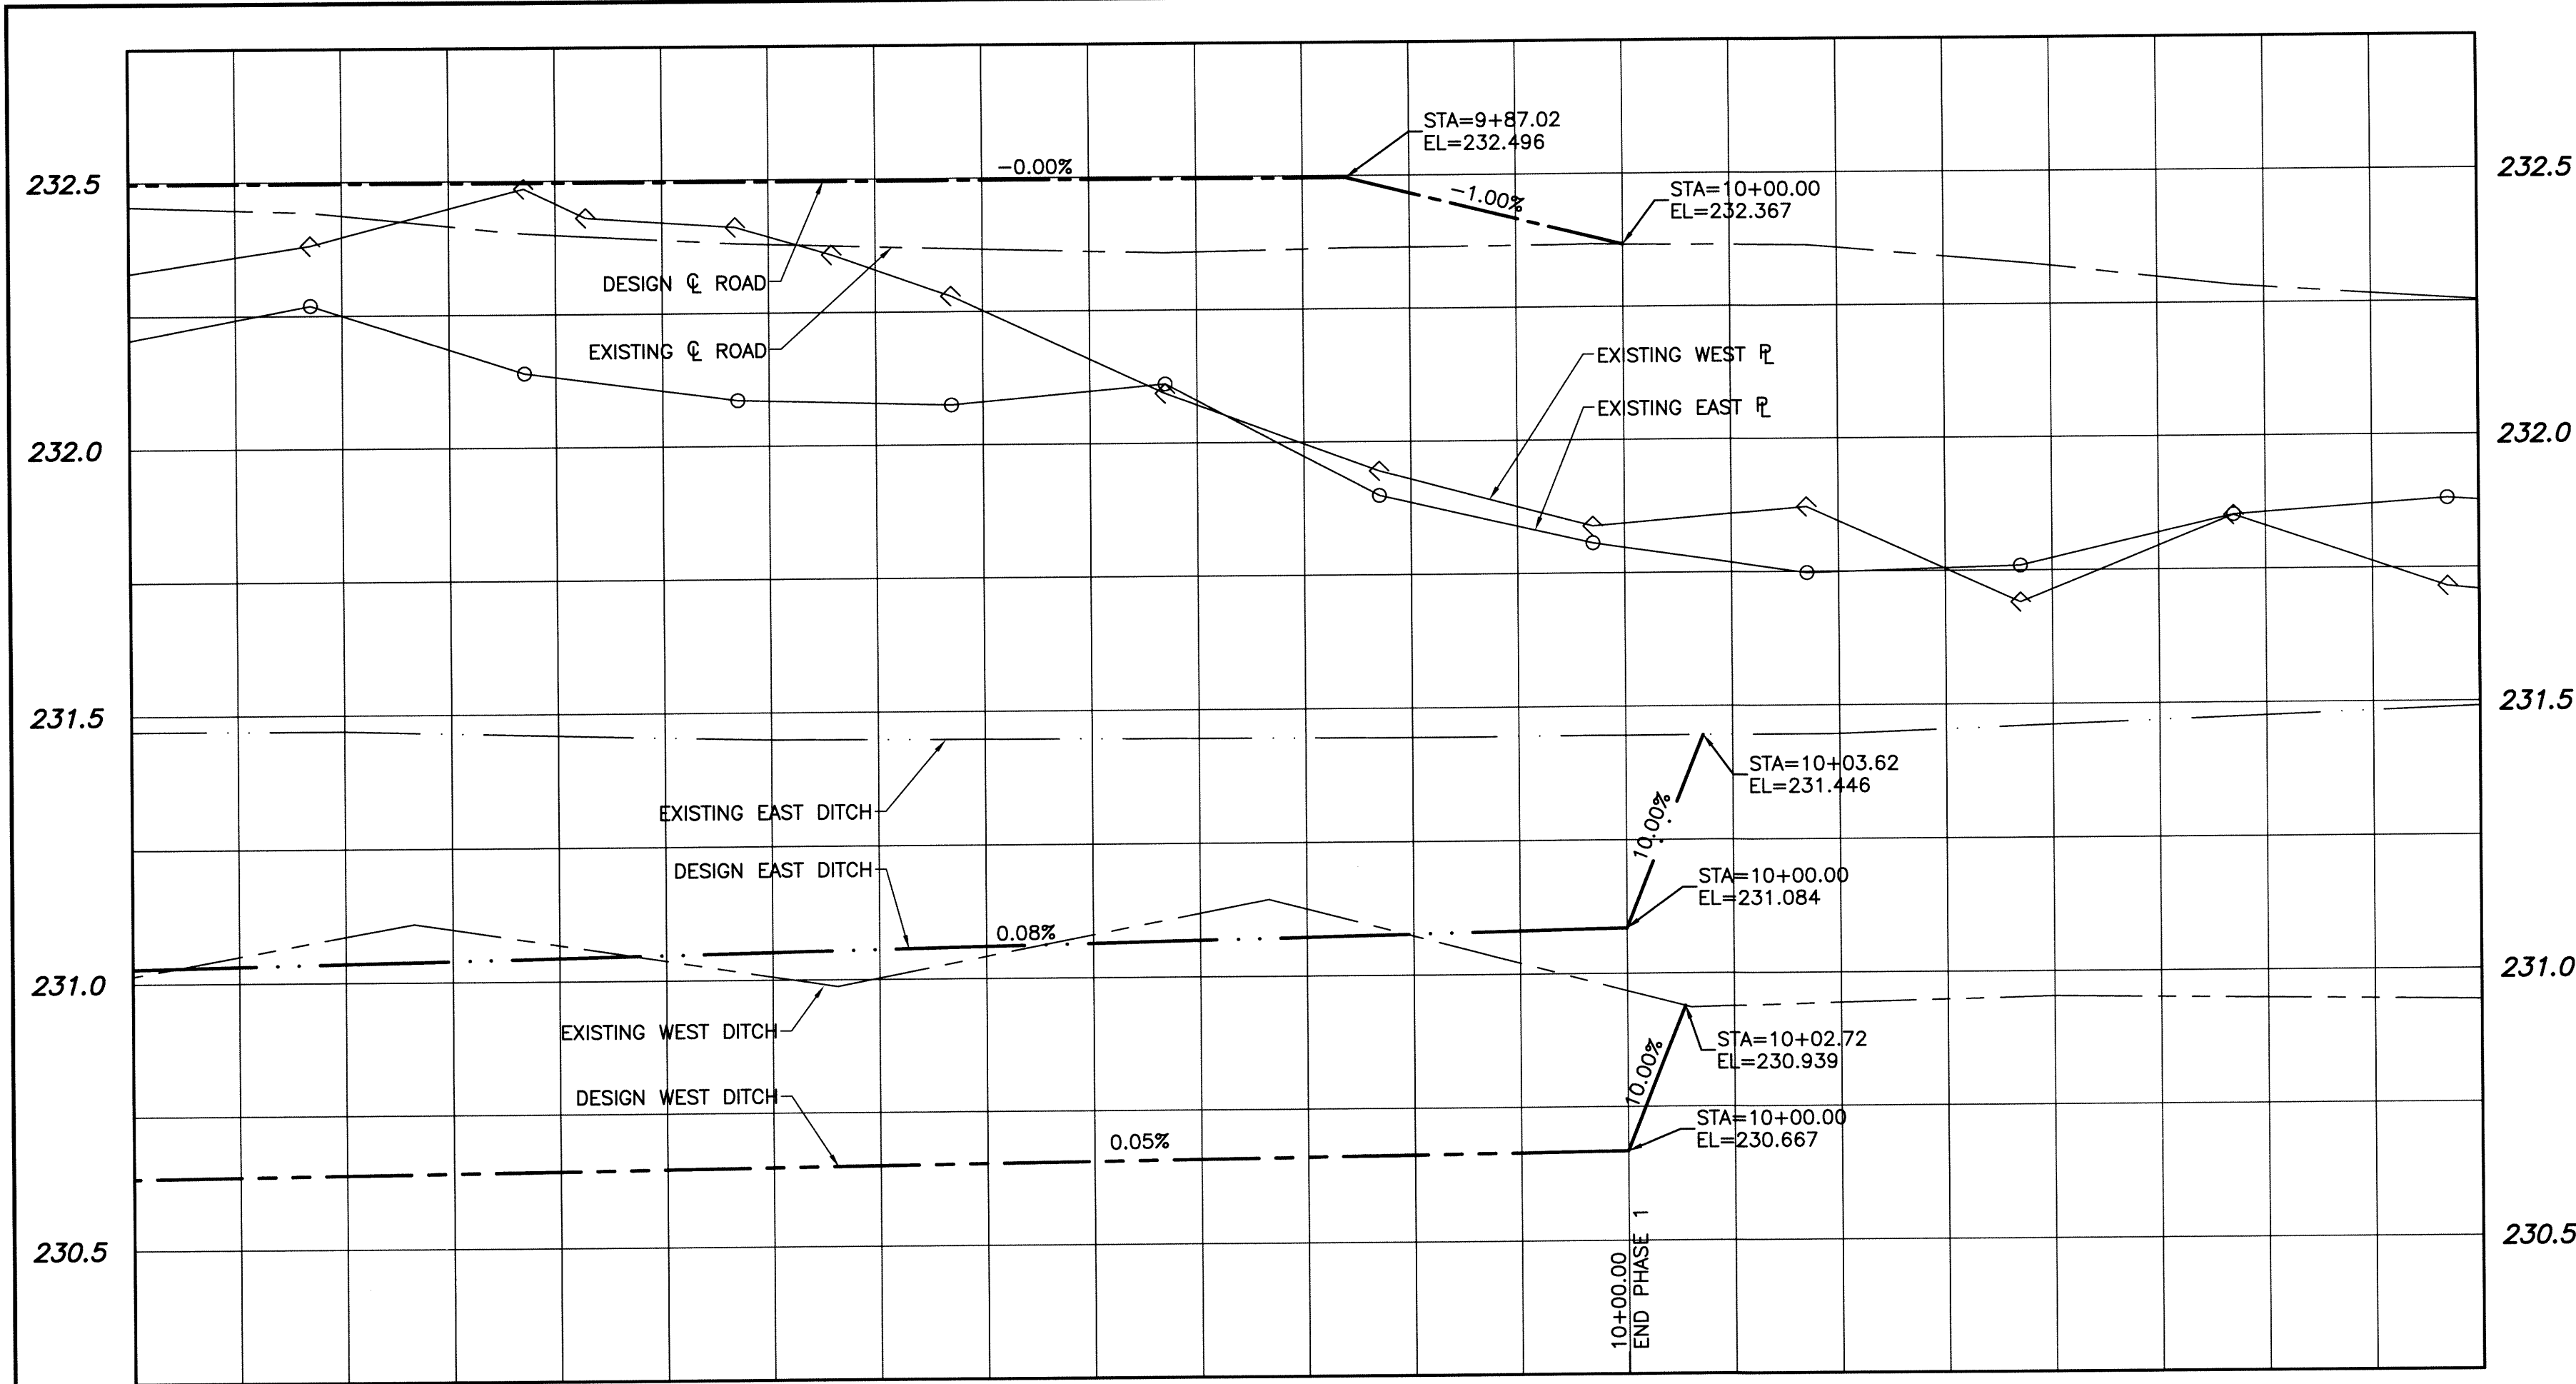 STA=9+87.02
EL=232.496
-0.00%
232.5
232.5
-1.00%
STA=10+00.00
EL=232.367
DESIGN ℄ ROAD
EXISTING ℄ ROAD
EXISTING WEST ⅊
EXISTING EAST ⅊
232.0
232.0
231.5
231.5
STA=10+03.62
EL=231.446
EXISTING EAST DITCH
10.00%
DESIGN EAST DITCH
STA=10+00.00
EL=231.084
0.08%
231.0
231.0
EXISTING WEST DITCH
STA=10+02.72
EL=230.939
10.00%
DESIGN WEST DITCH
STA=10+00.00
EL=230.667
0.05%
230.5
230.5
10+00.00
END PHASE 1